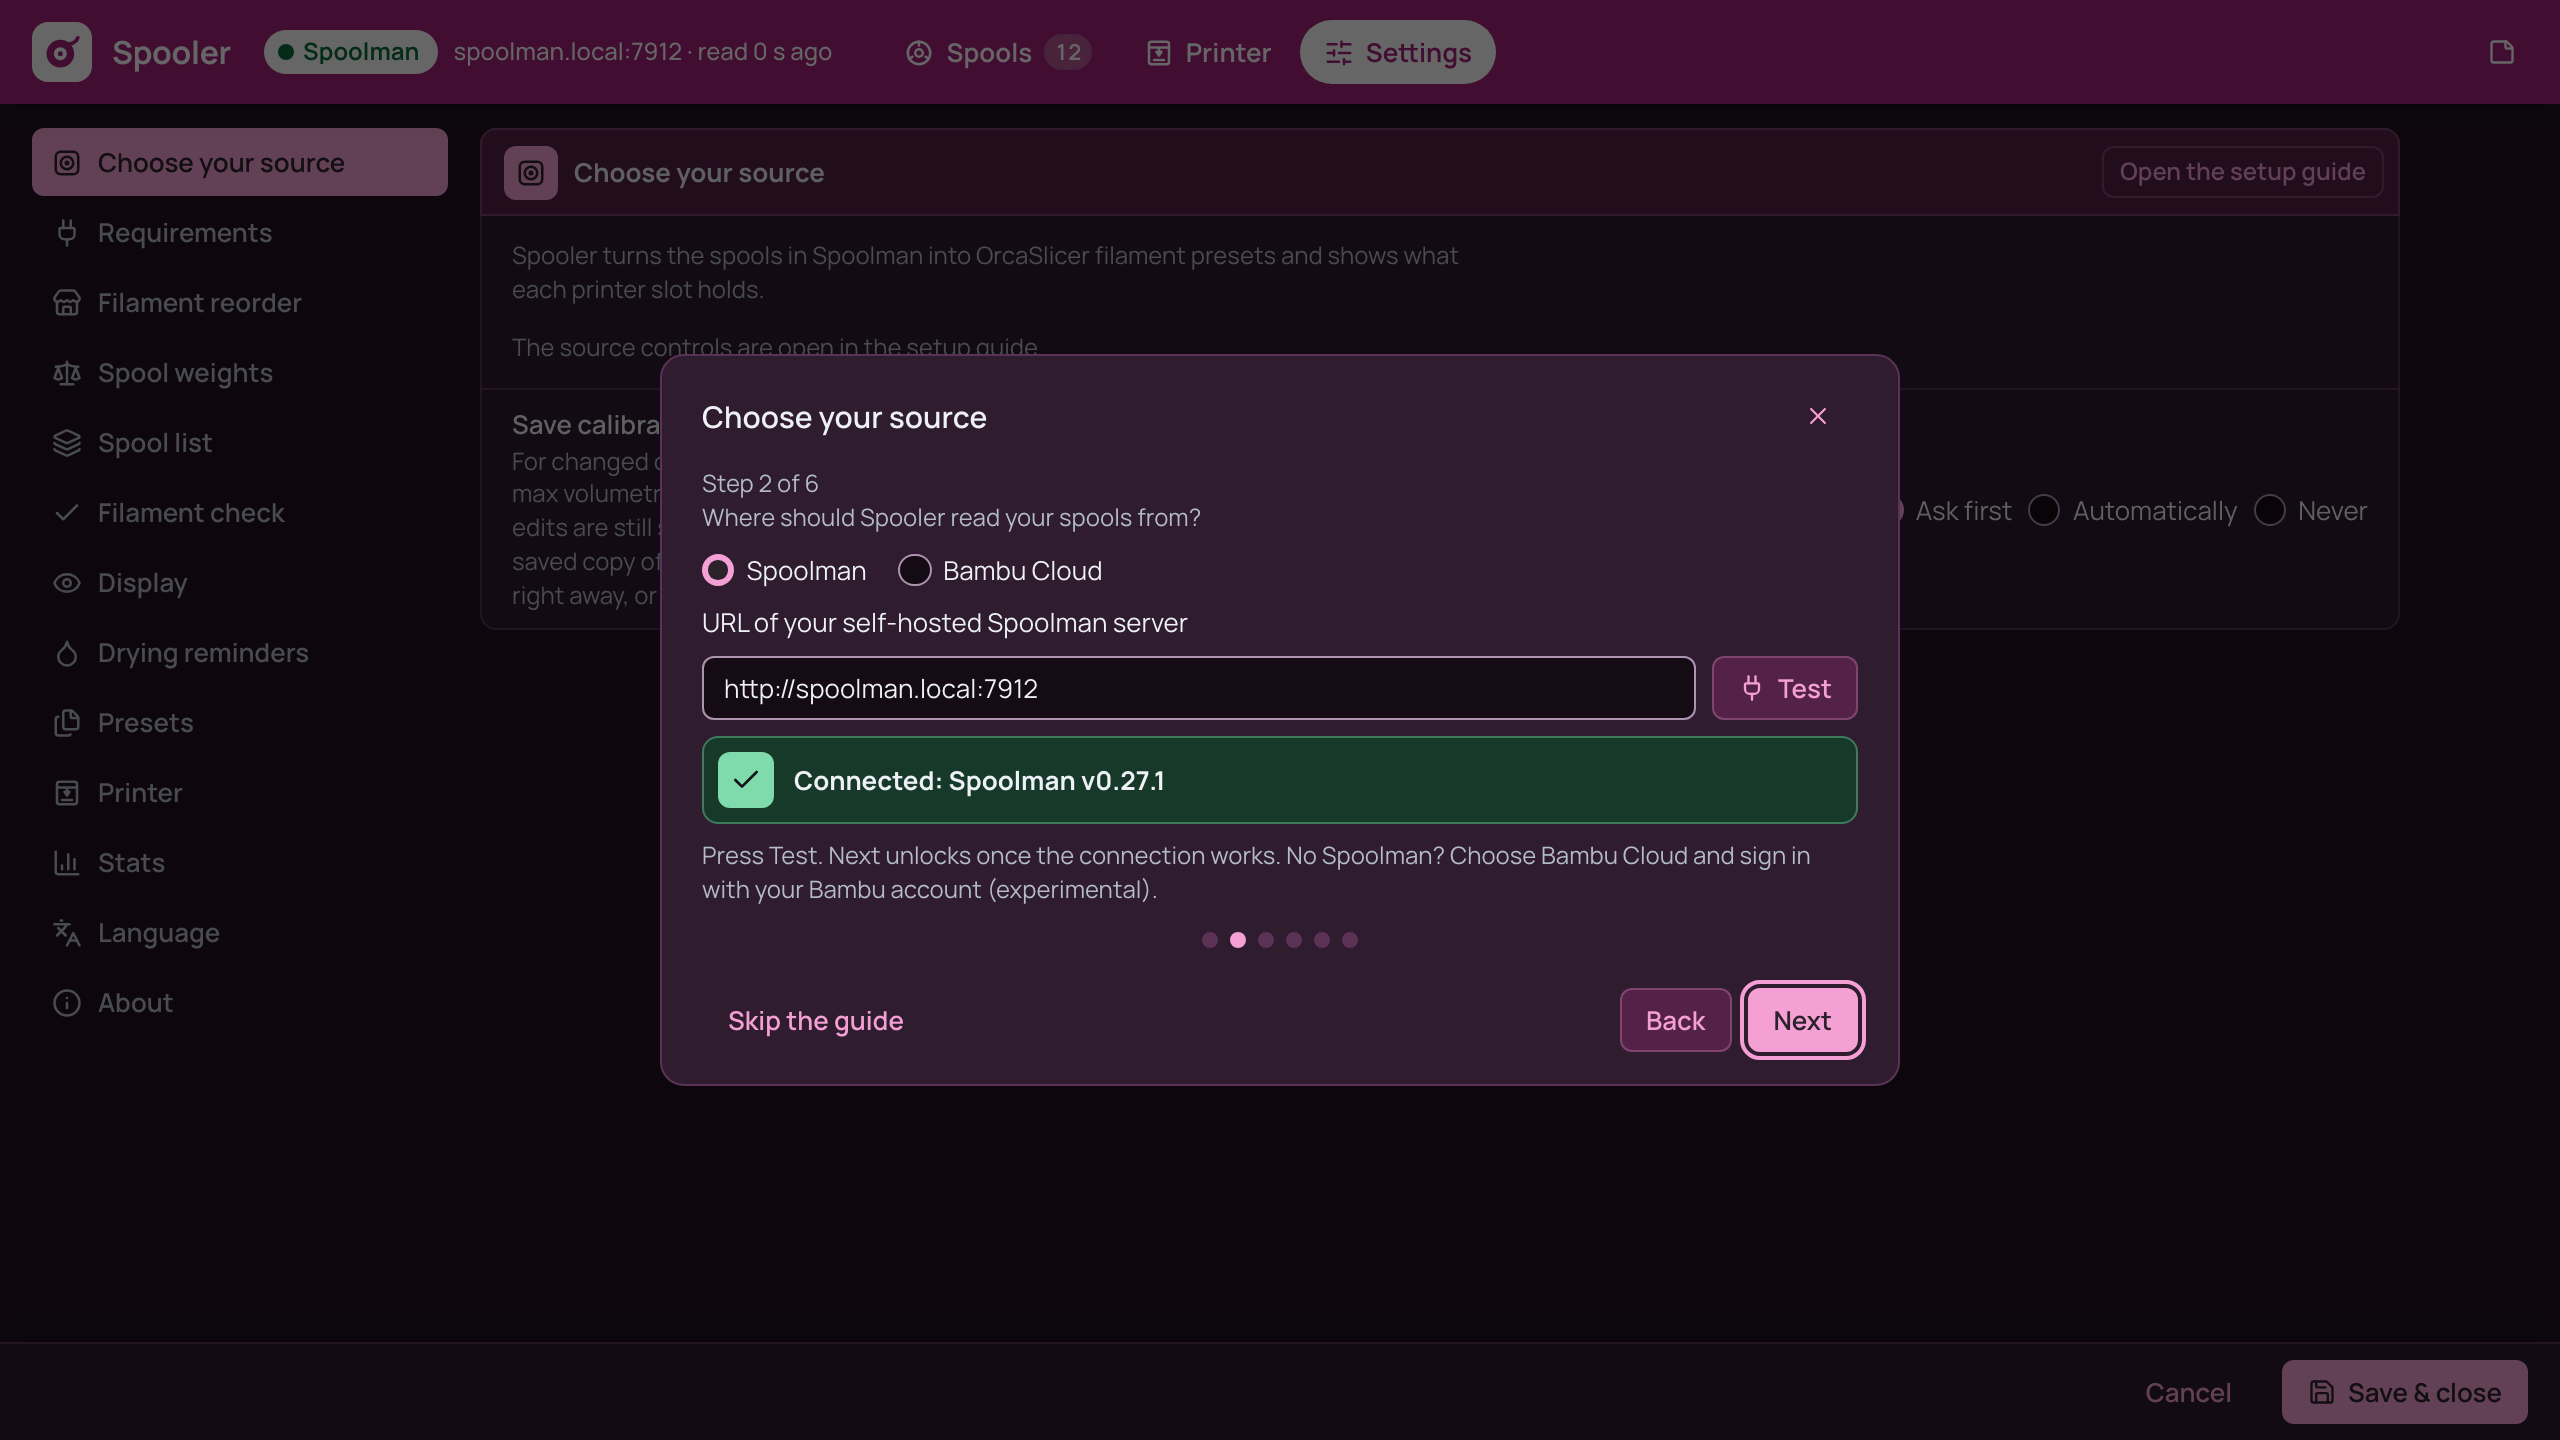 Spooler
Spoolman
spoolman.local:7912 · read 0 s ago
Spools 12
Printer
Settings
Choose your source
Requirements
Filament reorder
Spool weights
Spool list
Filament check
Display
Drying reminders
Presets
Printer
Stats
Language
About
Choose your source
Open the setup guide
Spooler turns the spools in Spoolman into OrcaSlicer filament presets and shows what
each printer slot holds.
The source controls are open in the setup guide
Save calibra
For changed
max volumetr
edits are still
saved copy of
right away, or
Ask first
Automatically
Never
Choose your source
Step 2 of 6
Where should Spooler read your spools from?
Spoolman
Bambu Cloud
URL of your self-hosted Spoolman server
http://spoolman.local:7912
Test
Connected: Spoolman v0.27.1
Press Test. Next unlocks once the connection works. No Spoolman? Choose Bambu Cloud and sign in
with your Bambu account (experimental).
Skip the guide
Back
Next
Cancel
Save & close